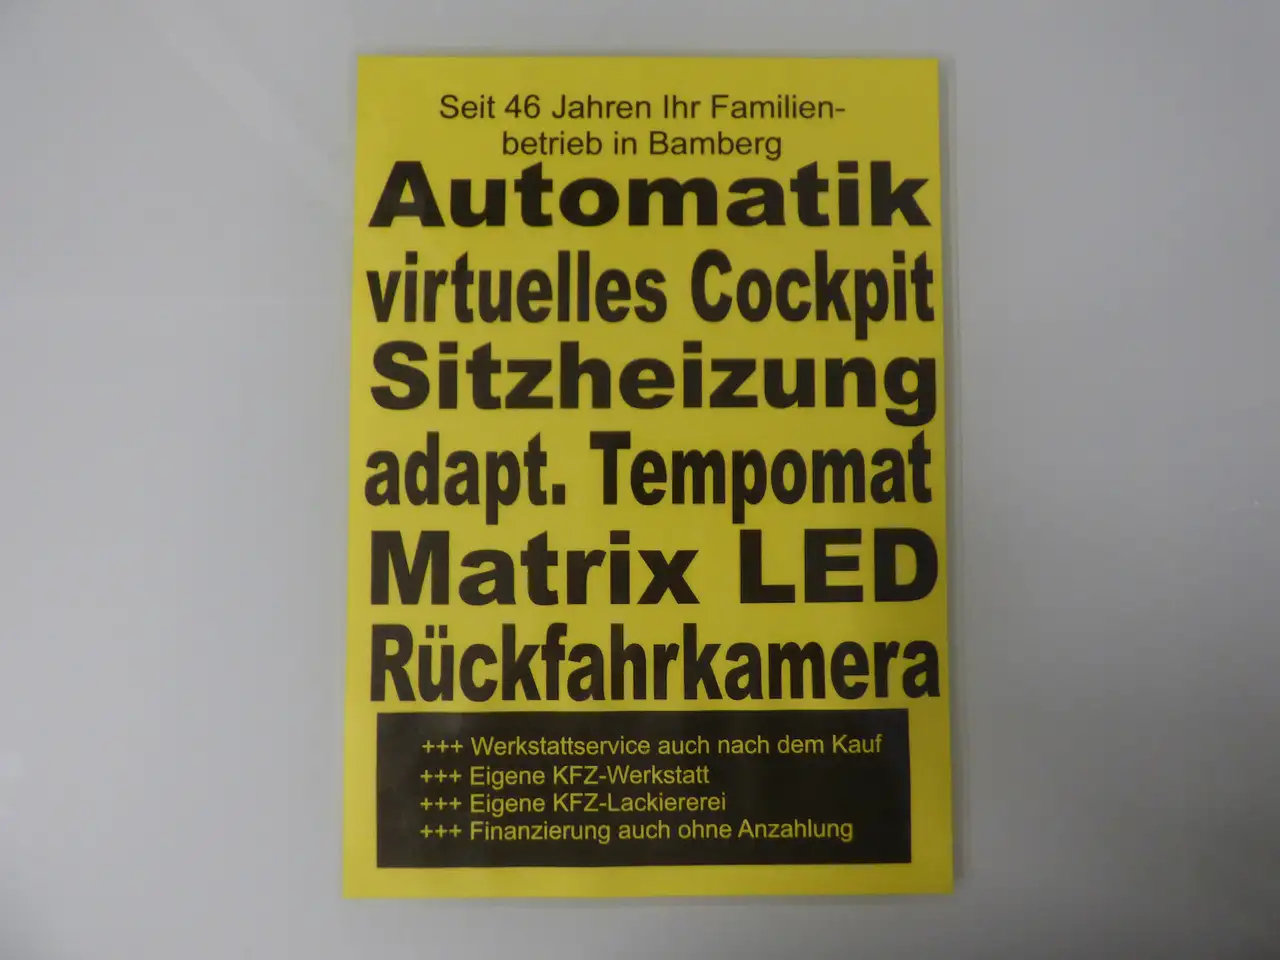 Seit 46 Jahren Ihr Familien-
betrieb in Bamberg
Automatik
virtuelles Cockpit
Sitzheizung
adapt. Tempomat
Matrix LED
Rückfahrkamera
+++ Werkstattservice auch nach dem Kauf
+++ Eigene KFZ-Werkstatt
+++ Eigene KFZ-Lackiererei
+++ Finanzierung auch ohne Anzahlung